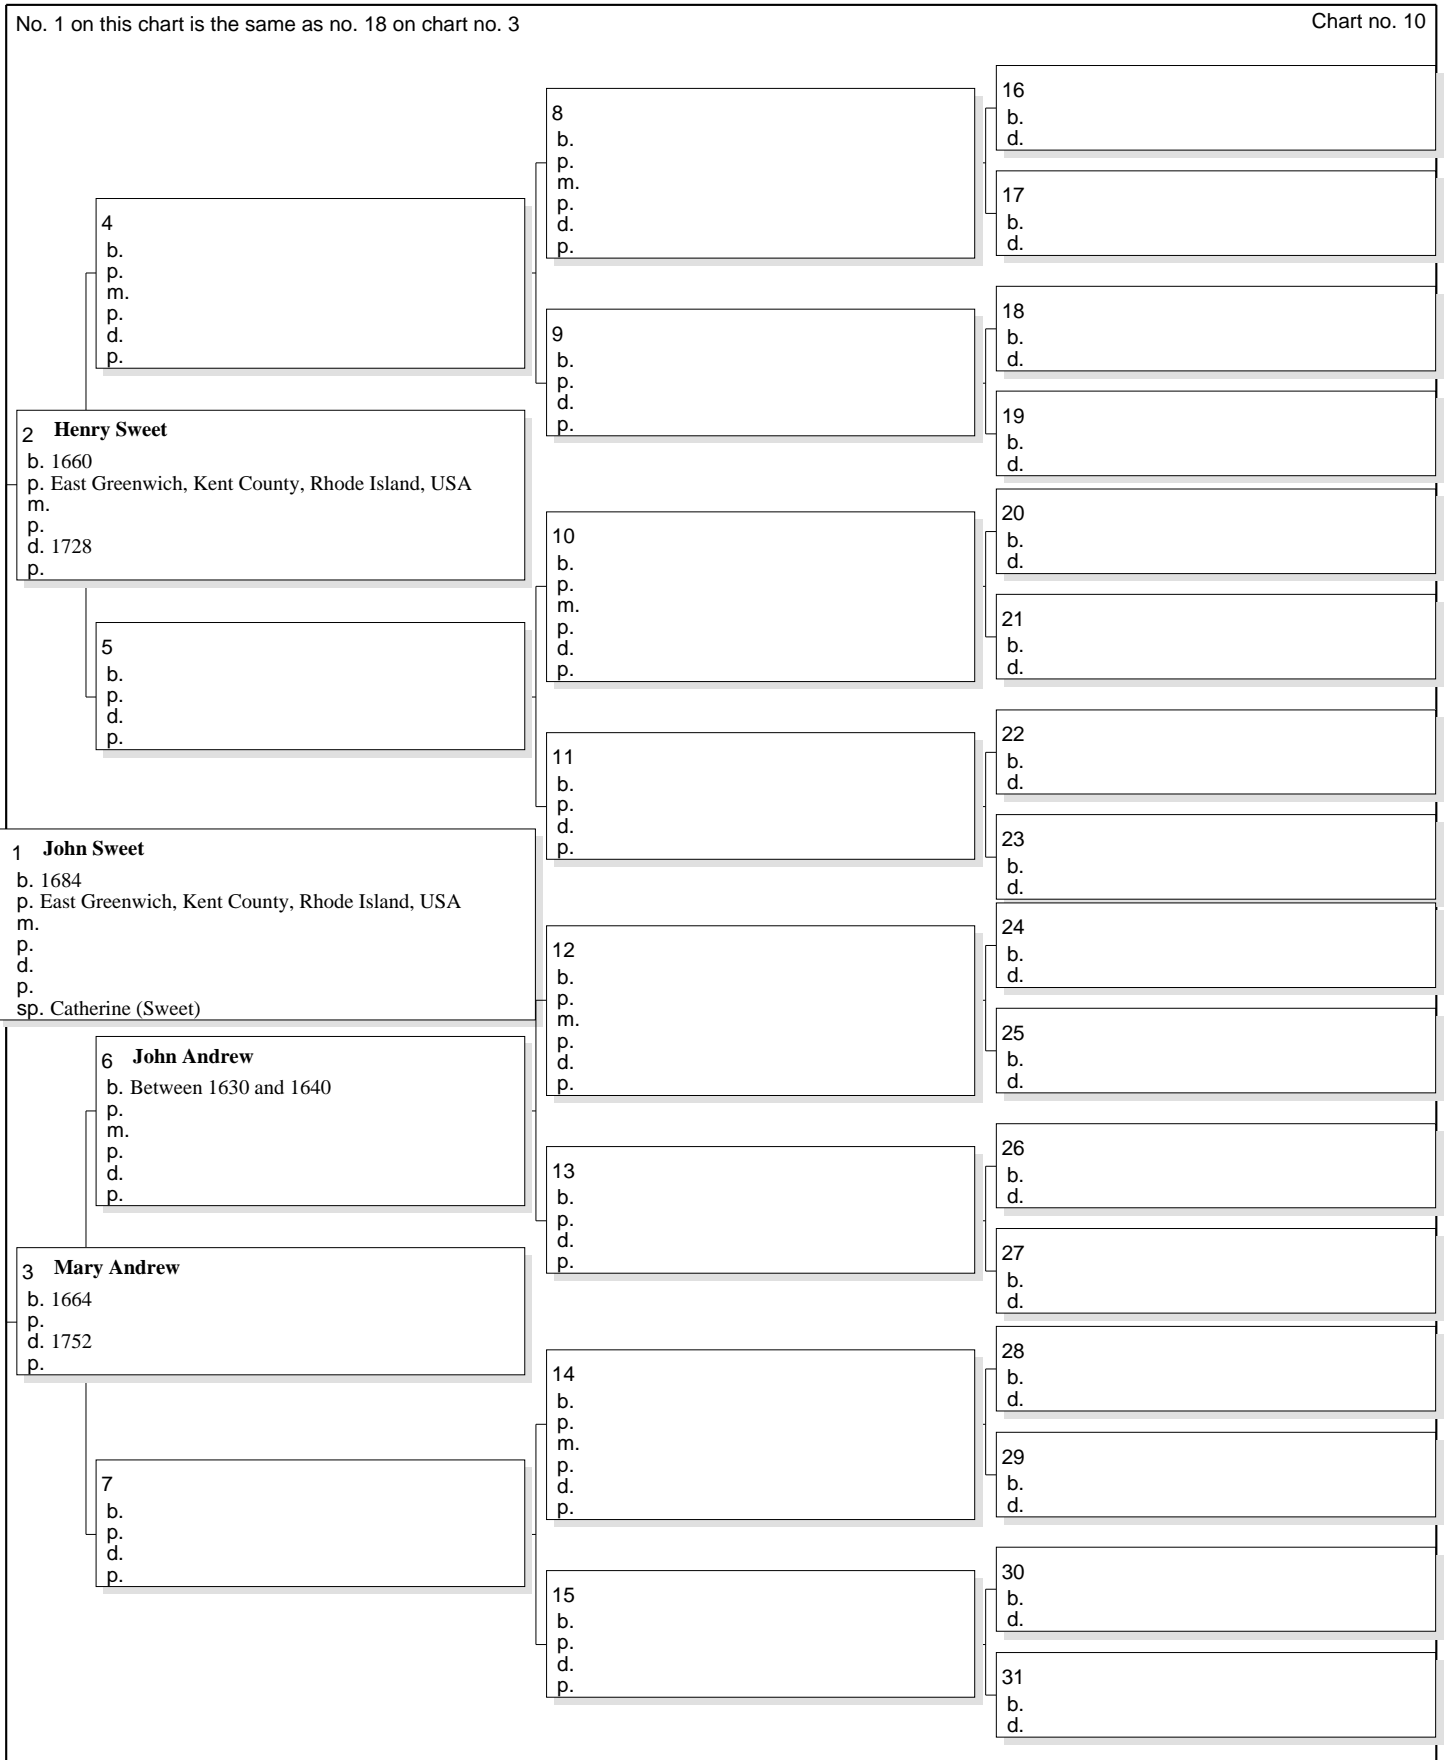 No. 1 on this chart is the same as no. 18 on chart no. 3
Chart no. 10
4
b.
p.
m.
p.
d.
p.
2 Henry Sweet
b. 1660
p. East Greenwich, Kent County, Rhode Island, USA
m.
p.
d. 1728
p.
5
b.
p.
d.
p.
1 John Sweet
b. 1684
p. East Greenwich, Kent County, Rhode Island, USA
m.
p.
d.
p.
sp. Catherine (Sweet)
6 John Andrew
b. Between 1630 and 1640
p.
m.
p.
d.
p.
3 Mary Andrew
b. 1664
p.
d. 1752
p.
7
b.
p.
d.
p.
8
b.
p.
m.
p.
d.
p.
9
b.
p.
d.
p.
10
b.
p.
m.
p.
d.
p.
11
b.
p.
d.
p.
12
b.
p.
m.
p.
d.
p.
13
b.
p.
d.
p.
14
b.
p.
m.
p.
d.
p.
15
b.
p.
d.
p.
16
b.
d.
17
b.
d.
18
b.
d.
19
b.
d.
20
b.
d.
21
b.
d.
22
b.
d.
23
b.
d.
24
b.
d.
25
b.
d.
26
b.
d.
27
b.
d.
28
b.
d.
29
b.
d.
30
b.
d.
31
b.
d.